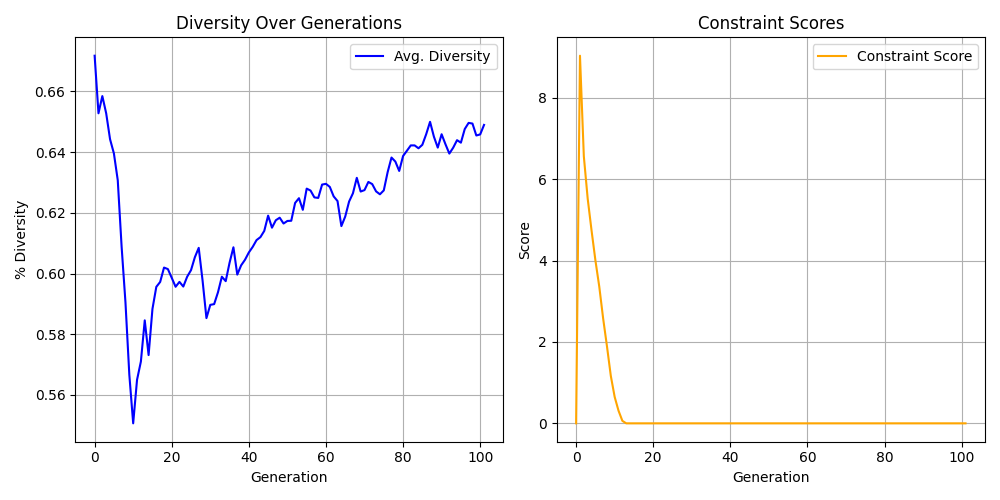 Diversity Over Generations
Avg. Diversity
% Diversity
0.66
0.64
0.62
0.60
0.58
0.56
0 20 40 60 80 100
Generation
Constraint Scores
Constraint Score
Score
8
6
4
2
0
0 20 40 60 80 100
Generation